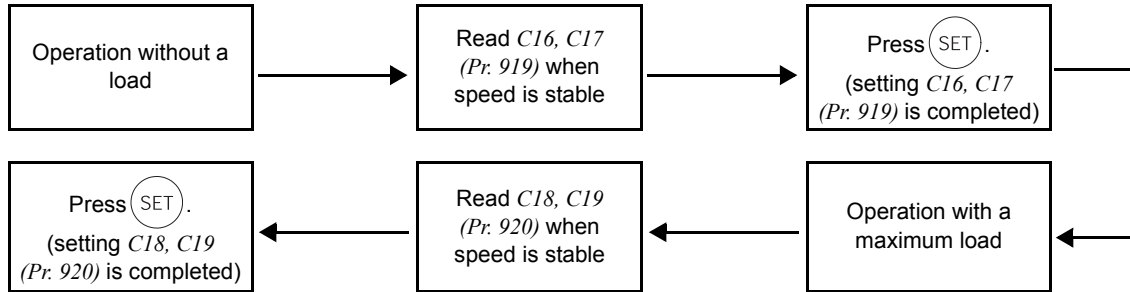 Operation without a
load
Read C16, C17
(Pr. 919) when
speed is stable
Press SET.
(setting C16, C17
(Pr. 919) is completed)
Operation with a
maximum load
Read C18, C19
(Pr. 920) when
speed is stable
Press SET.
(setting C18, C19
(Pr. 920) is completed)